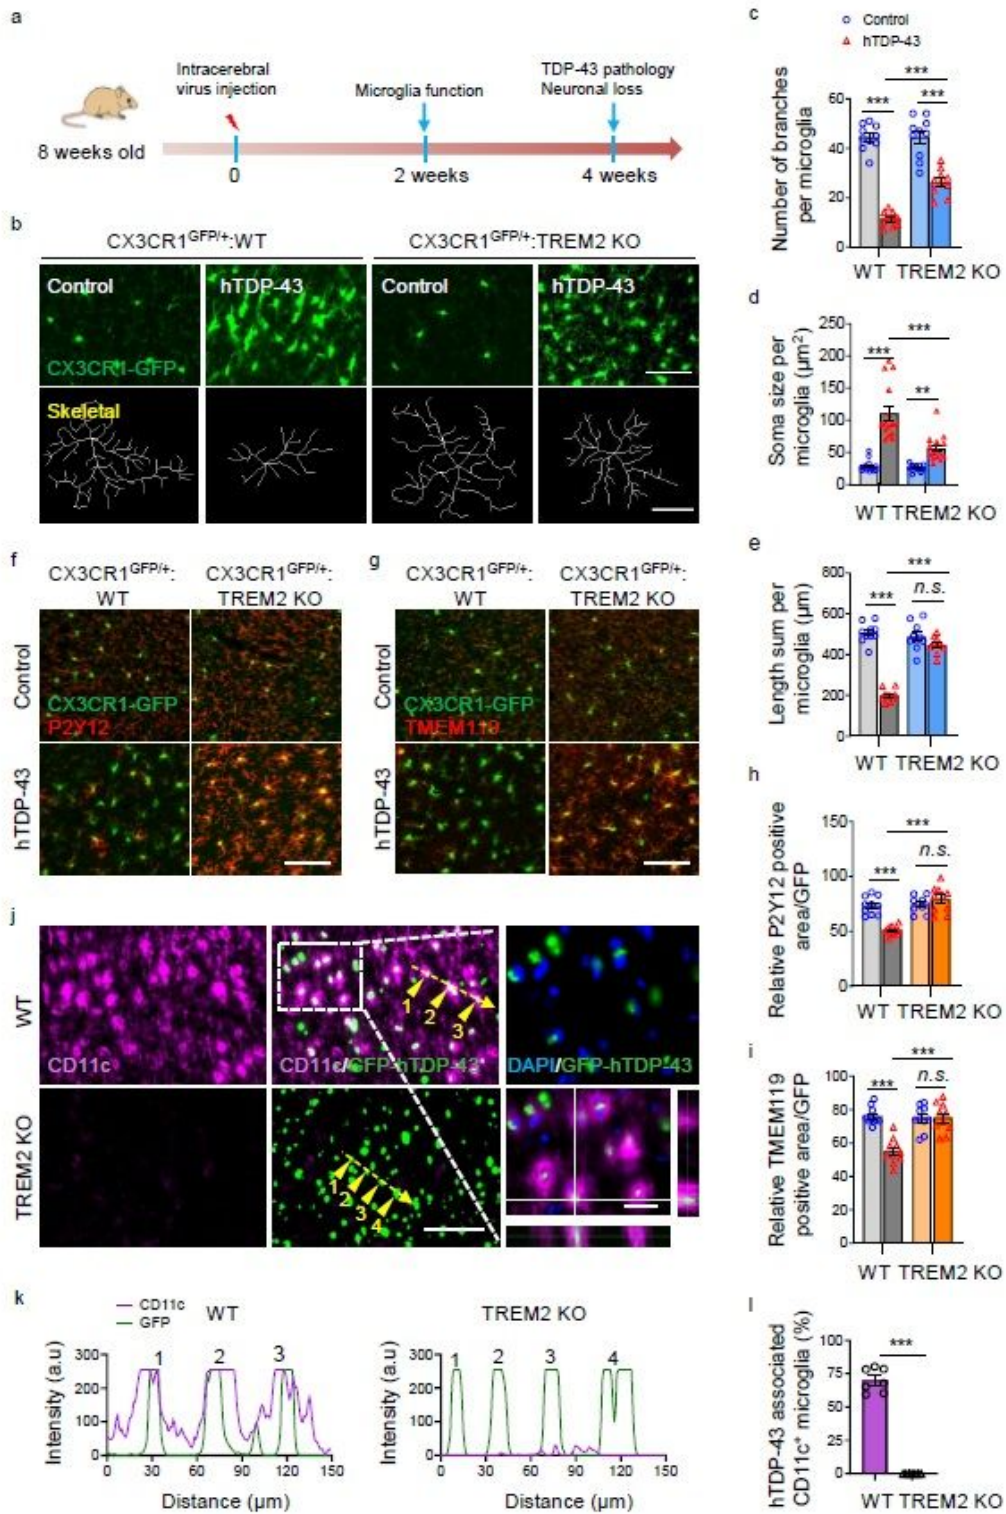 a
Intracerebral
virus injection
Microglia function
TDP-43 pathology
Neuronal loss
8 weeks old
0
2 weeks
4 weeks
b
CX3CR1GFP/+:WT
CX3CR1GFP/+:TREM2 KO
Control
hTDP-43
Control
hTDP-43
CX3CR1-GFP
Skeletal
c
Control
hTDP-43
Number of branches
per microglia
60
40
20
0
***
***
***
WT TREM2 KO
d
Soma size per
microglia (µm²)
250
200
150
100
50
0
***
***
**
WT TREM2 KO
e
Length sum per
microglia (µm)
800
600
400
200
0
***
***
n.s.
WT TREM2 KO
f
CX3CR1GFP/+:
WT
CX3CR1GFP/+:
TREM2 KO
Control
CX3CR1-GFP
P2Y12
hTDP-43
g
CX3CR1GFP/+:
WT
CX3CR1GFP/+:
TREM2 KO
Control
CX3CR1-GFP
TMEM119
hTDP-43
h
Relative P2Y12 positive
area/GFP
150
100
50
0
***
***
n.s.
WT TREM2 KO
i
Relative TMEM119
positive area/GFP
100
80
60
40
20
0
***
***
n.s.
WT TREM2 KO
j
WT
CD11c
1
2
3
CD11c/GFP-hTDP-43
DAPI/GFP-hTDP-43
TREM2 KO
1
2
3
4
k
CD11c
GFP
WT
Intensity (a.u)
300
200
100
0
1
2
3
0 30 60 90 120 150
Distance (µm)
TREM2 KO
Intensity (a.u)
300
200
100
0
1
2
3
4
0 30 60 90 120 150
Distance (µm)
l
hTDP-43 associated
CD11c⁺ microglia (%)
100
75
50
25
0
***
WT TREM2 KO